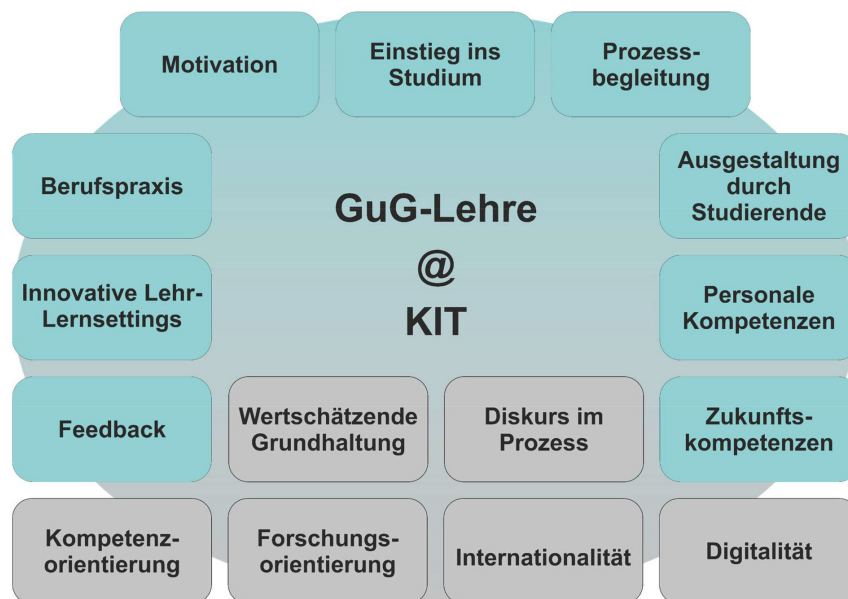 Motivation
Einstieg ins
Studium
Prozess-
begleitung
Berufspraxis
GuG-Lehre
@
KIT
Ausgestaltung
durch
Studierende
Innovative Lehr-
Lernsettings
Personale
Kompetenzen
Feedback
Wertschätzende
Grundhaltung
Diskurs im
Prozess
Zukunfts-
kompetenzen
Kompetenz-
orientierung
Forschungs-
orientierung
Internationalität
Digitalität